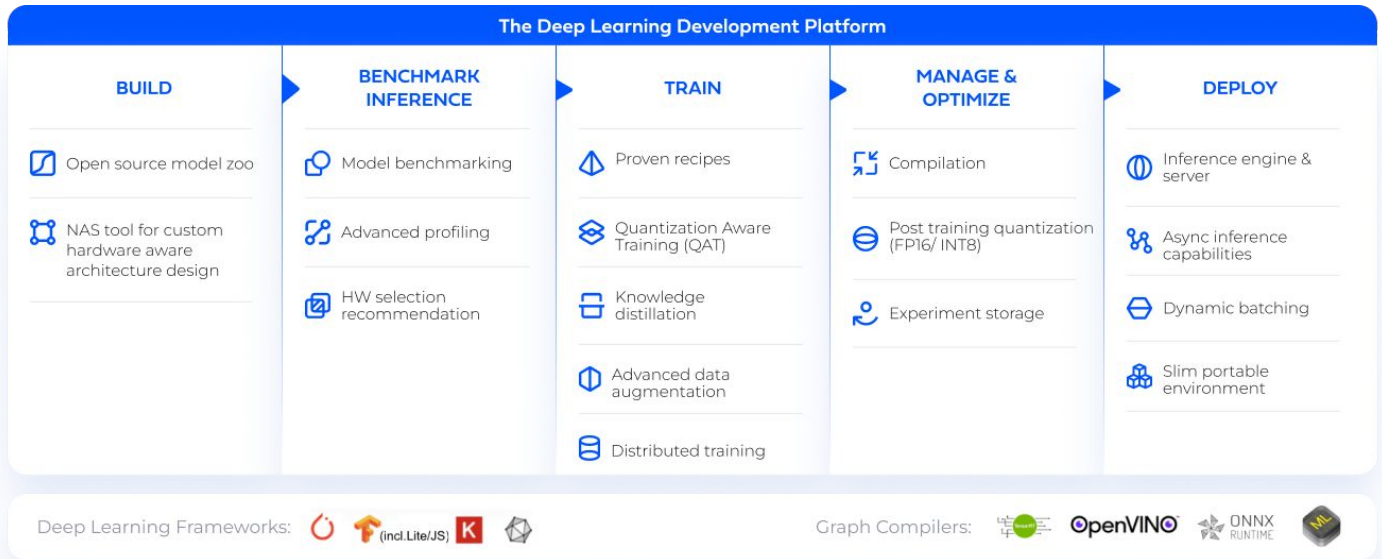 The Deep Learning Development Platform
BUILD
Open source model zoo
NAS tool for custom
hardware aware
architecture design
BENCHMARK
INFERENCE
Model benchmarking
Advanced profiling
HW selection
recommendation
TRAIN
Proven recipes
Quantization Aware
Training (QAT)
Knowledge
distillation
Advanced data
augmentation
Distributed training
MANAGE &
OPTIMIZE
Compilation
Post training quantization
(FP16/ INT8)
Experiment storage
DEPLOY
Inference engine &
server
Async inference
capabilities
Dynamic batching
Slim portable
environment
Deep Learning Frameworks:
(incl.Lite/JS)
K
Graph Compilers:
TensorRT
OpenVINO
ONNX
RUNTIME
ML